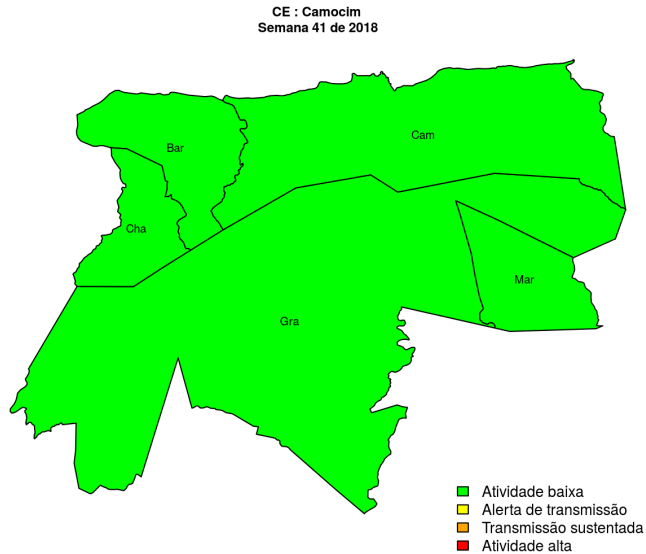 CE : Camocim
Semana 41 de 2018
Bar
Cam
Cha
Mar
Gra
Atividade baixa
Alerta de transmissão
Transmissão sustentada
Atividade alta